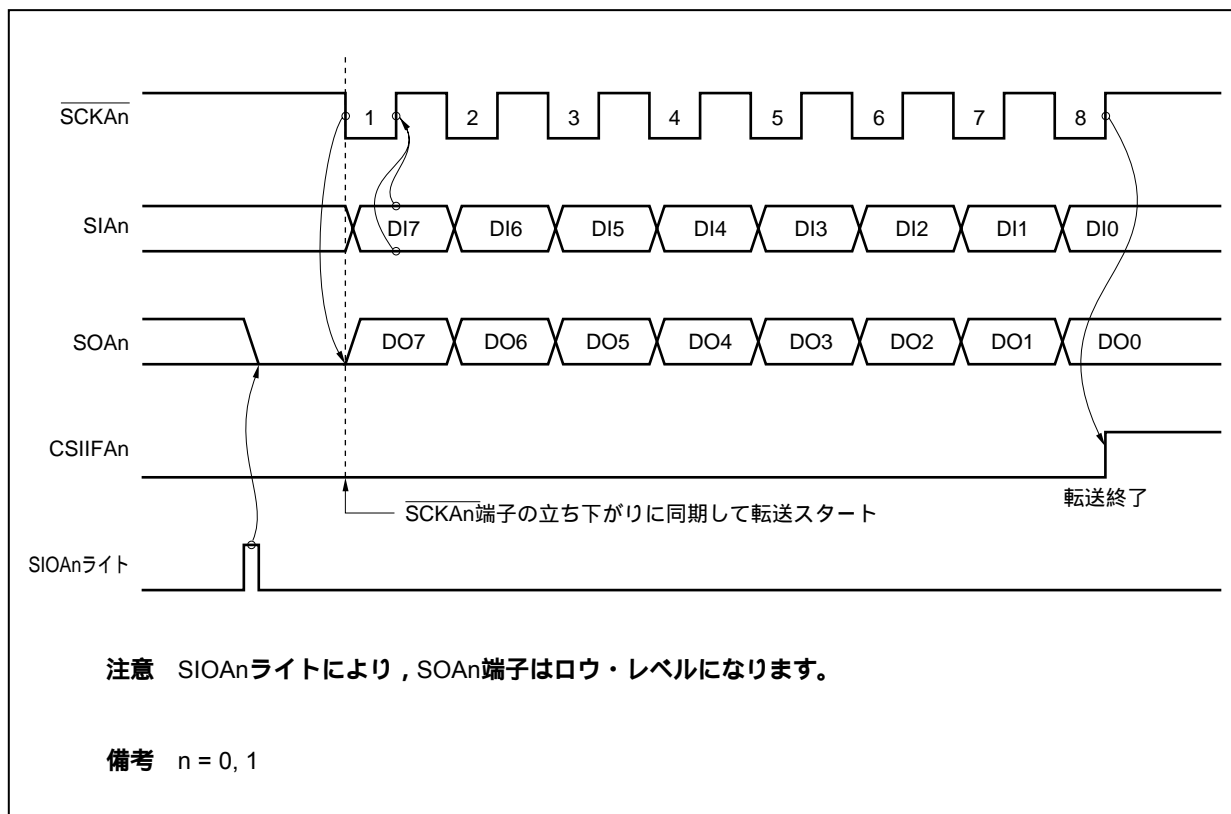 SCKAn
1 2 3 4 5 6 7 8
SIAn
DI7 DI6 DI5 DI4 DI3 DI2 DI1 DI0
SOAn
DO7 DO6 DO5 DO4 DO3 DO2 DO1 DO0
CSIIFAn
転送終了
SCKAn端子の立ち下がりに同期して転送スタート
SIOAnライト
注意 SIOAnライトにより，SOAn端子はロウ・レベルになります。
備考 n = 0, 1